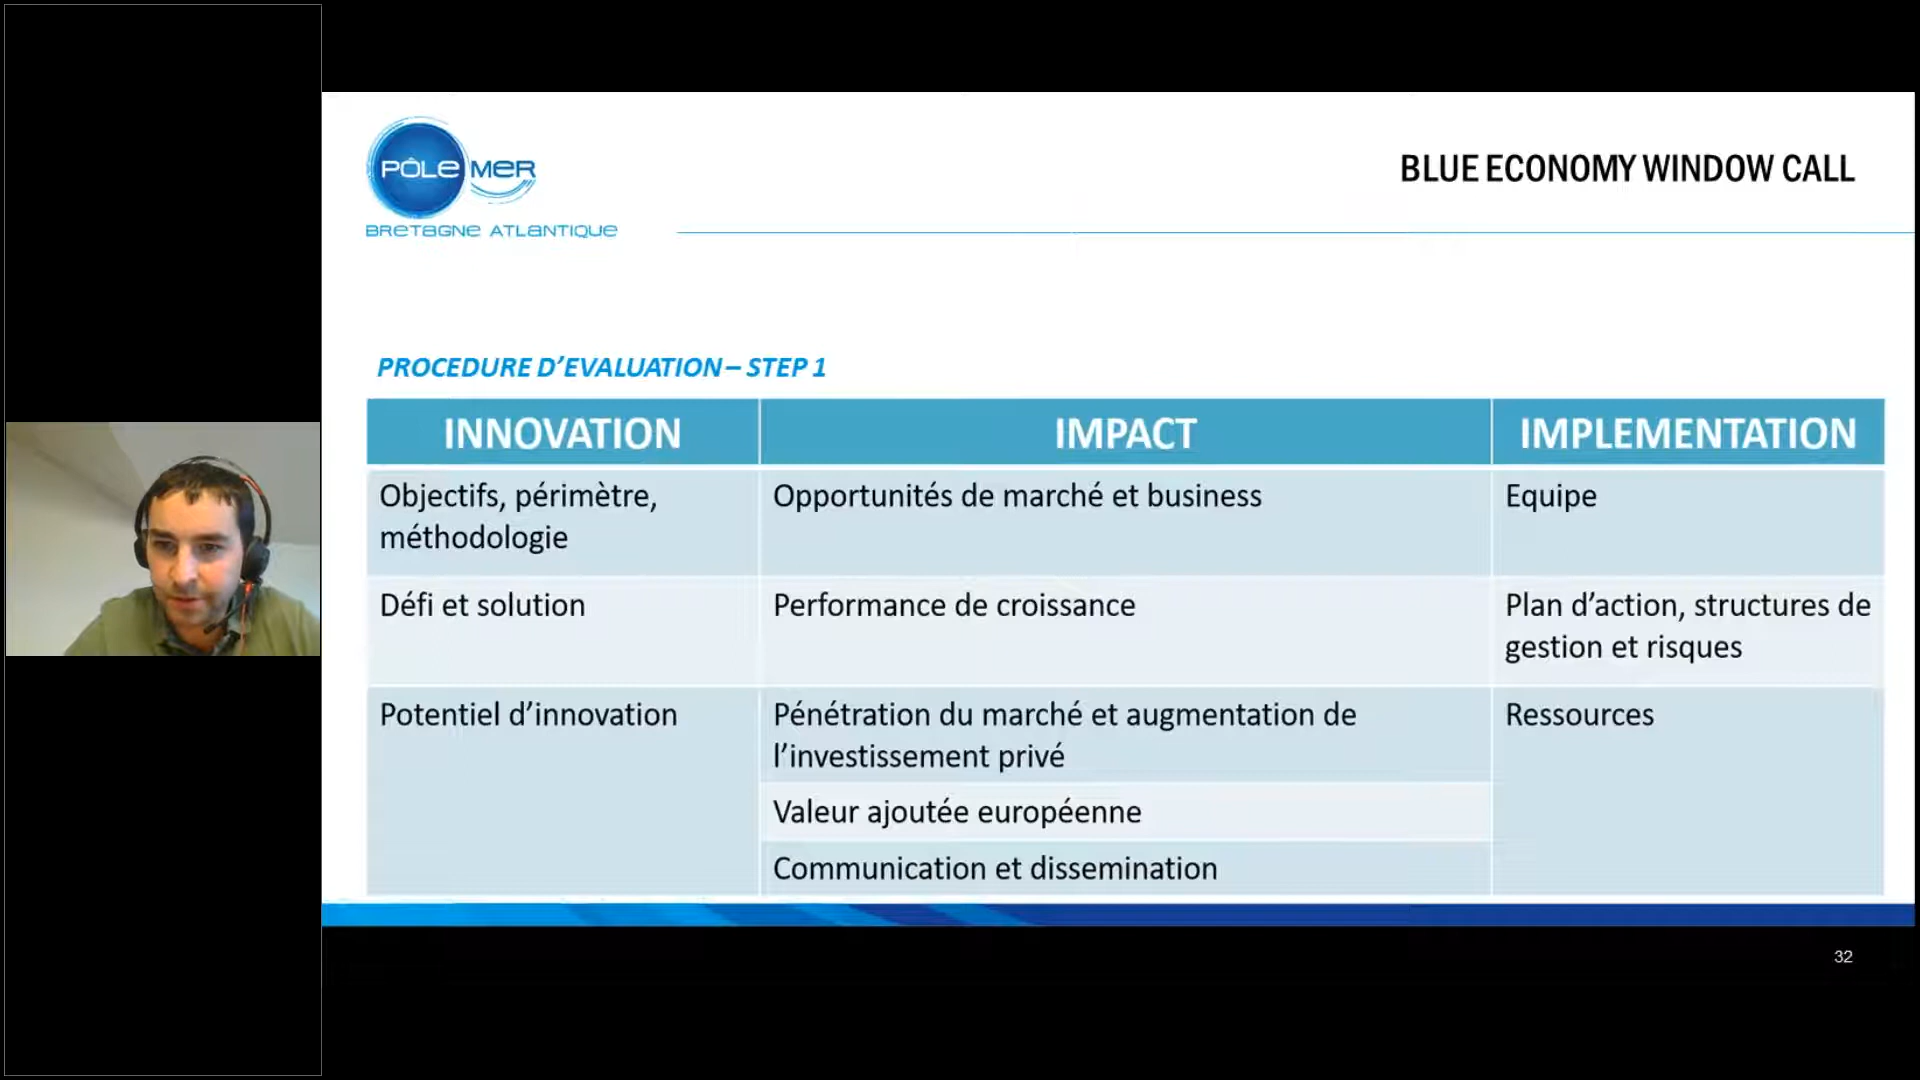 PÔLE MER
BRETAGNE ATLANTIQUE
BLUE ECONOMY WINDOW CALL
PROCEDURE D’EVALUATION – STEP 1
INNOVATION
IMPACT
IMPLEMENTATION
Objectifs, périmètre,
méthodologie
Opportunités de marché et business
Equipe
Défi et solution
Performance de croissance
Plan d’action, structures de
gestion et risques
Potentiel d’innovation
Pénétration du marché et augmentation de
l’investissement privé
Ressources
Valeur ajoutée européenne
Communication et dissemination
32